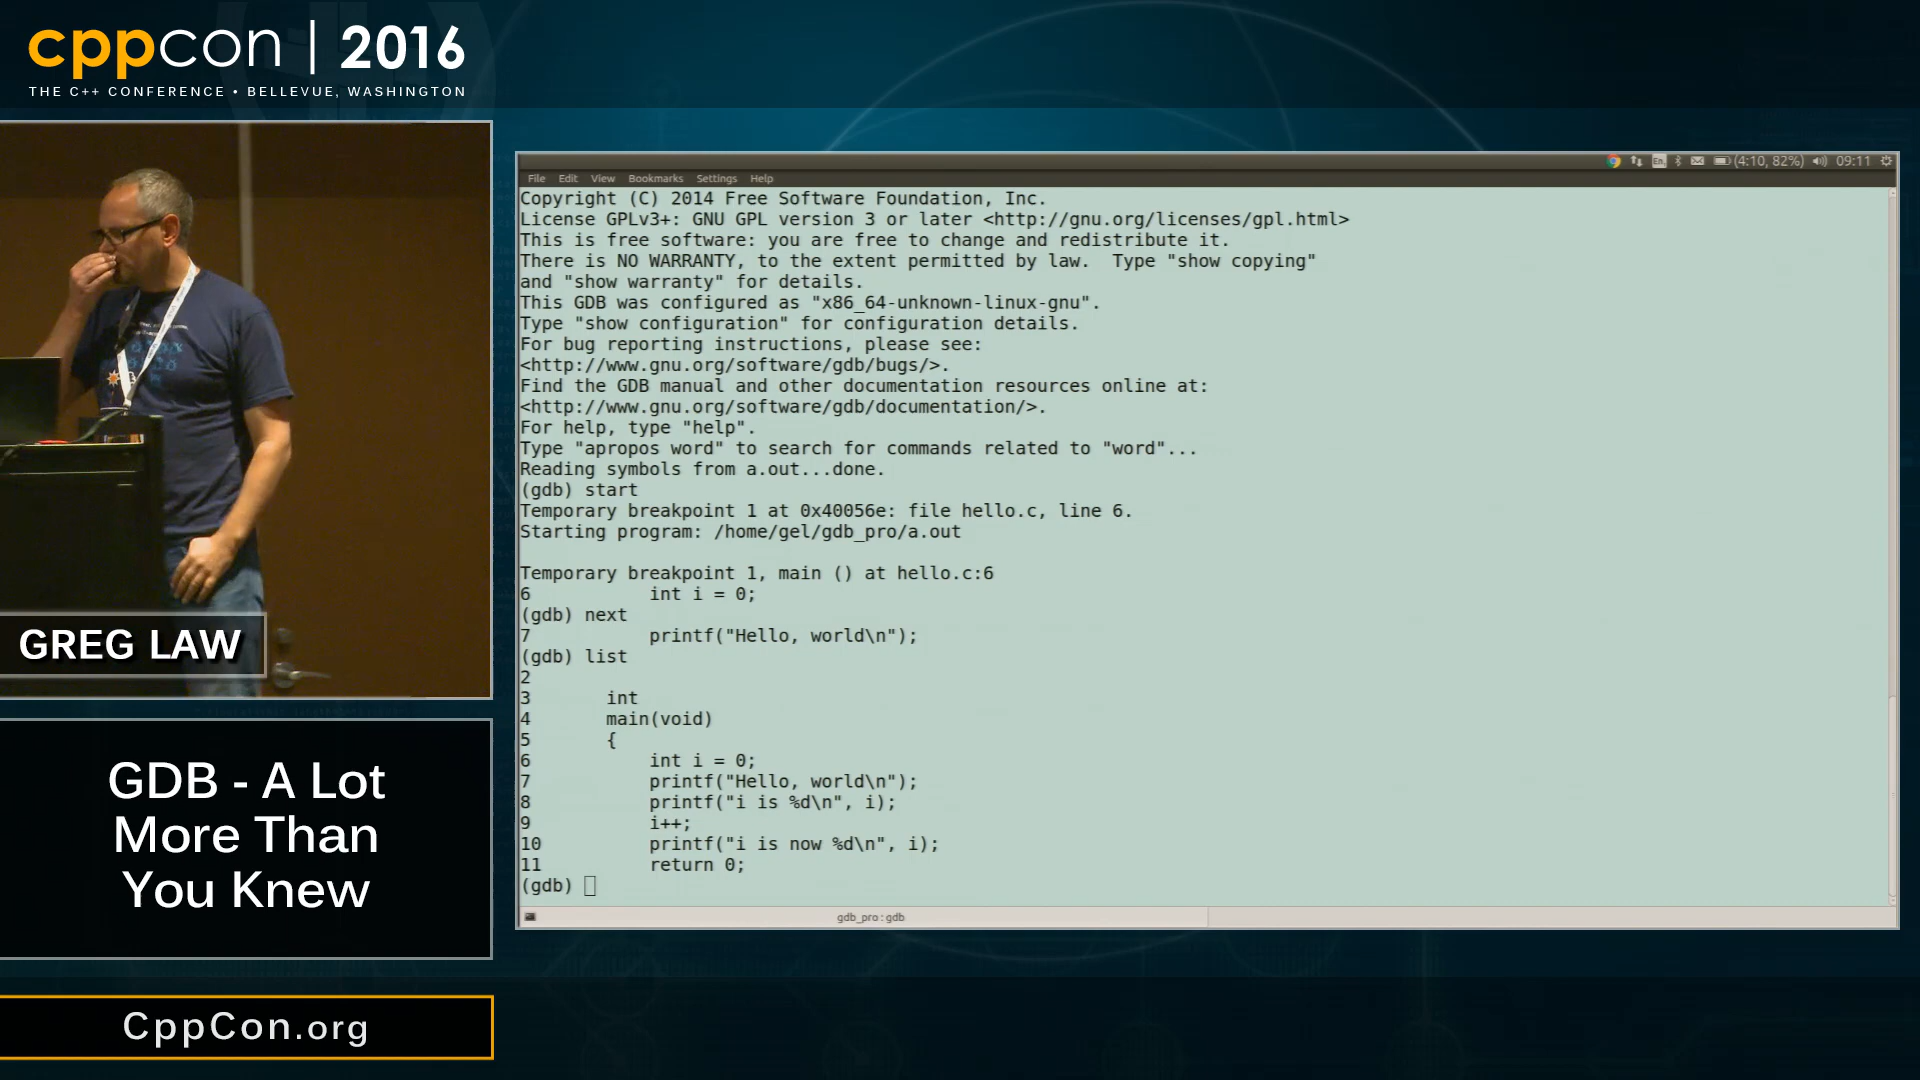 cppcon | 2016
THE C++ CONFERENCE • BELLEVUE, WASHINGTON
GREG LAW
GDB - A Lot
More Than
You Knew
CppCon.org
(4:10, 82%) 09:11
File Edit View Bookmarks Settings Help
Copyright (C) 2014 Free Software Foundation, Inc.
License GPLv3+: GNU GPL version 3 or later <http://gnu.org/licenses/gpl.html>
This is free software: you are free to change and redistribute it.
There is NO WARRANTY, to the extent permitted by law.  Type "show copying"
and "show warranty" for details.
This GDB was configured as "x86_64-unknown-linux-gnu".
Type "show configuration" for configuration details.
For bug reporting instructions, please see:
<http://www.gnu.org/software/gdb/bugs/>.
Find the GDB manual and other documentation resources online at:
<http://www.gnu.org/software/gdb/documentation/>.
For help, type "help".
Type "apropos word" to search for commands related to "word"...
Reading symbols from a.out...done.
(gdb) start
Temporary breakpoint 1 at 0x40056e: file hello.c, line 6.
Starting program: /home/gel/gdb_pro/a.out
Temporary breakpoint 1, main () at hello.c:6
6           int i = 0;
(gdb) next
7           printf("Hello, world\n");
(gdb) list
2
3       int
4       main(void)
5       {
6           int i = 0;
7           printf("Hello, world\n");
8           printf("i is %d\n", i);
9           i++;
10          printf("i is now %d\n", i);
11          return 0;
(gdb)
gdb_pro : gdb